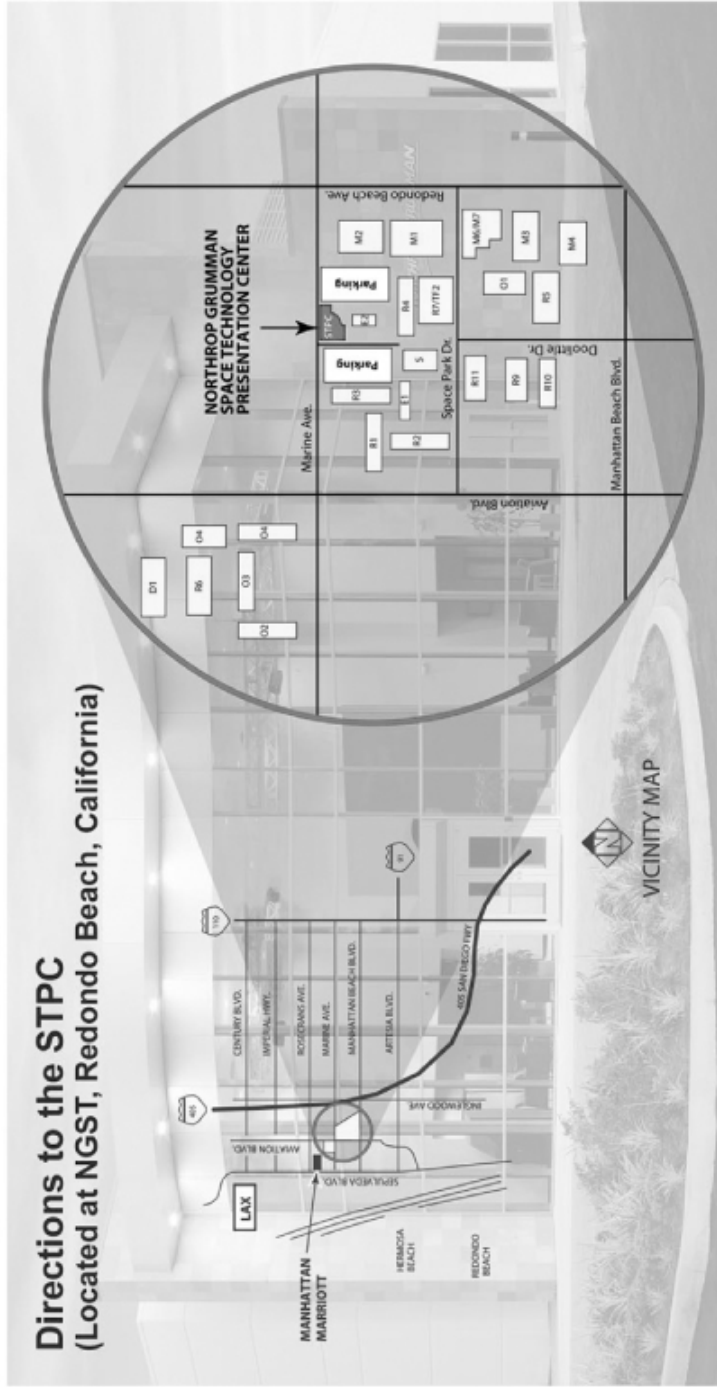 Directions to the STPC
(Located at NGST, Redondo Beach, California)
LAX
MANHATTAN
MARRIOTT
HERMOSA
BEACH
REDONDO
BEACH
SEPULVEDA BLVD.
AVIATION BLVD.
INGLEWOOD AVE
405
CENTURY BLVD.
IMPERIAL HWY.
ROSECRANS AVE.
MARINE AVE.
MANHATTAN BEACH BLVD.
ARTESIA BLVD.
405 SAN DIEGO FWY
110
91
N
VICINITY MAP
NORTHROP GRUMMAN
SPACE TECHNOLOGY
PRESENTATION CENTER
D1
R6
O4
O2
O3
O4
Marine Ave.
Aviation Blvd.
Redondo Beach Ave.
STPC
Parking
Parking
R1
R3
E2
M2
R2
E1
S
R4
R7/TF2
M1
Space Park Dr.
R11
R9
R10
Doolittle Dr.
O1
R5
M6/M7
M3
M4
Manhattan Beach Blvd.